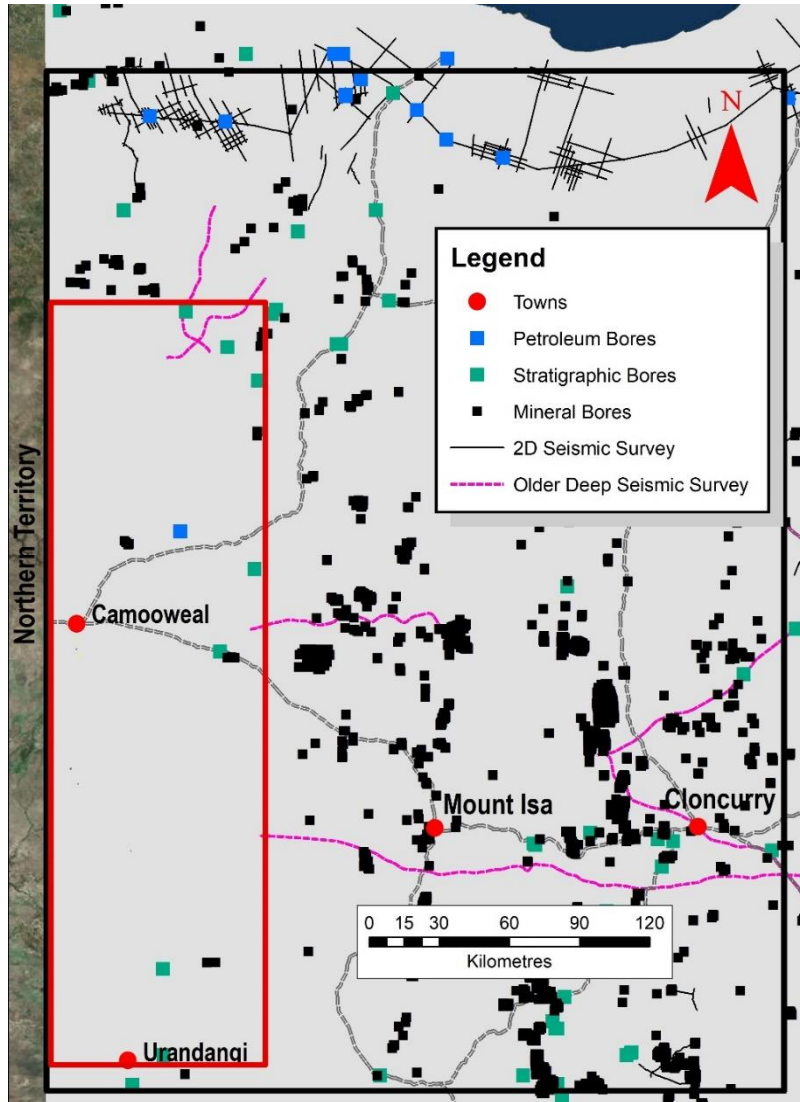 N
Legend
Towns
Petroleum Bores
Stratigraphic Bores
Mineral Bores
2D Seismic Survey
Older Deep Seismic Survey
Northern Territory
Camooweal
Mount Isa
Cloncurry
0 15 30 60 90 120
Kilometres
Urandangi